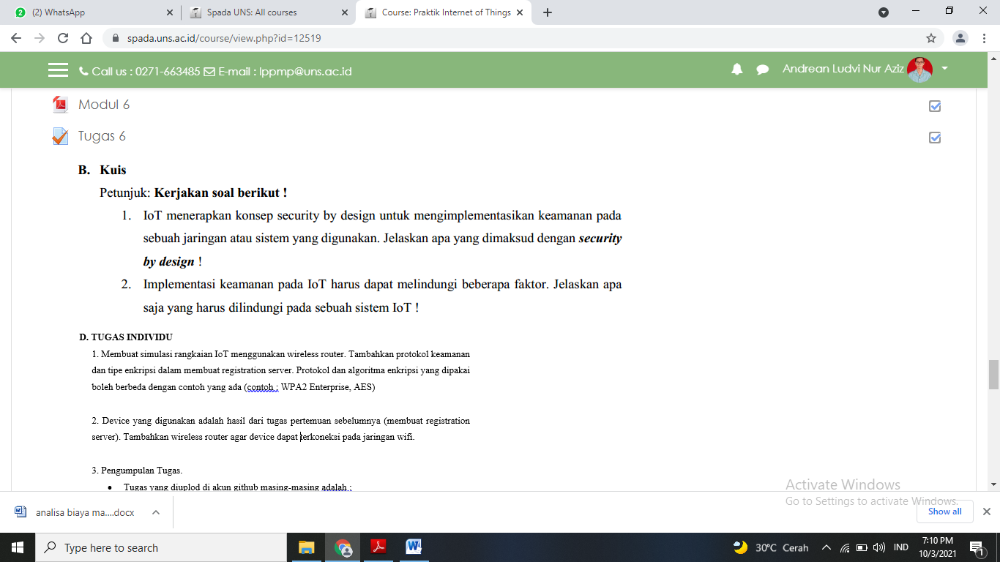 (2) WhatsApp
Spada UNS: All courses
Course: Praktik Internet of Things
spada.uns.ac.id/course/view.php?id=12519
Call us : 0271-663485 E-mail : lppmp@uns.ac.id
Andrean Ludvi Nur Aziz
Modul 6
Tugas 6
B. Kuis
Petunjuk: Kerjakan soal berikut !
1. IoT menerapkan konsep security by design untuk mengimplementasikan keamanan pada
sebuah jaringan atau sistem yang digunakan. Jelaskan apa yang dimaksud dengan security
by design !
2. Implementasi keamanan pada IoT harus dapat melindungi beberapa faktor. Jelaskan apa
saja yang harus dilindungi pada sebuah sistem IoT !
D. TUGAS INDIVIDU
1. Membuat simulasi rangkaian IoT menggunakan wireless router. Tambahkan protokol keamanan
dan tipe enkripsi dalam membuat registration server. Protokol dan algoritma enkripsi yang dipakai
boleh berbeda dengan contoh yang ada (contoh : WPA2 Enterprise, AES)
2. Device yang digunakan adalah hasil dari tugas pertemuan sebelumnya (membuat registration
server). Tambahkan wireless router agar device dapat terkoneksi pada jaringan wifi.
3. Pengumpulan Tugas.
• Tugas yang diuplod di akun github masing-masing adalah :
Activate Windows
Go to Settings to activate Windows.
analisa biaya ma....docx
Show all
Type here to search
30°C Cerah
IND
7:10 PM
10/3/2021
1